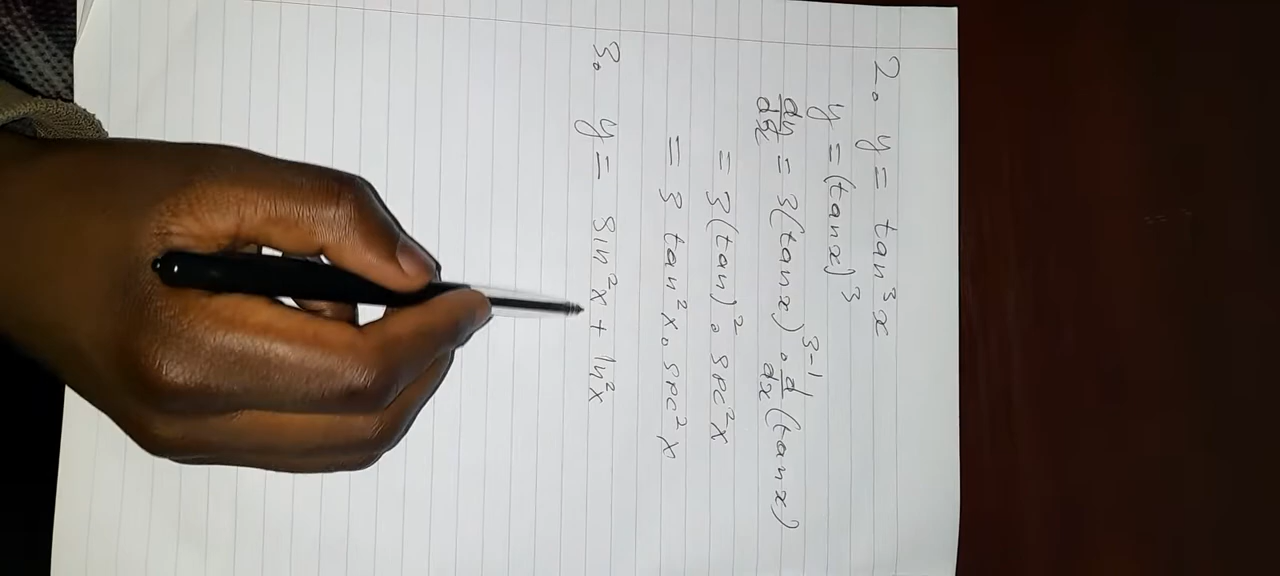 2. y = tan³x
y = (tanx)³
dy/dx = 3(tanx)³⁻¹ . d/dx (tanx)
= 3(tan)² . sec²x
= 3 tan²x . sec²x
3. y = sin²x + ln²x